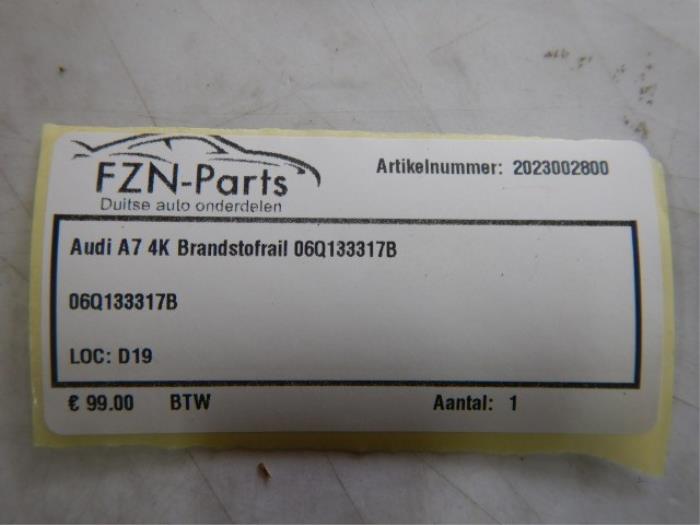 FZN-Parts
Duitse auto onderdelen
Artikelnummer: 2023002800
Audi A7 4K Brandstofrail 06Q133317B
06Q133317B
LOC: D19
€ 99.00 BTW Aantal: 1